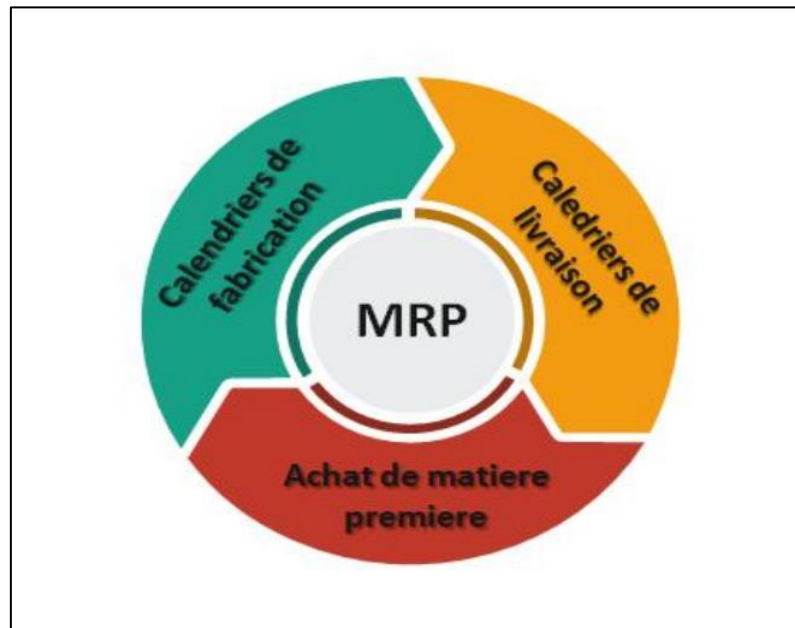 Calendriers de
fabrication
Caledriers de
livraison
MRP
Achat de matiere
premiere